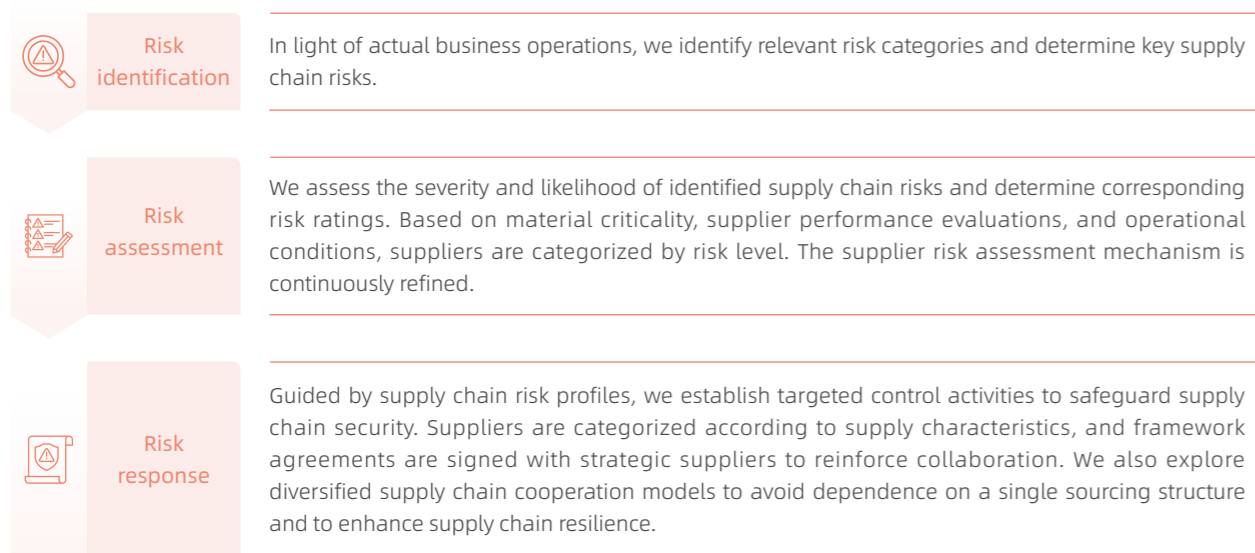 Risk
identification
In light of actual business operations, we identify relevant risk categories and determine key supply
chain risks.
Risk
assessment
We assess the severity and likelihood of identified supply chain risks and determine corresponding
risk ratings. Based on material criticality, supplier performance evaluations, and operational
conditions, suppliers are categorized by risk level. The supplier risk assessment mechanism is
continuously refined.
Risk
response
Guided by supply chain risk profiles, we establish targeted control activities to safeguard supply
chain security. Suppliers are categorized according to supply characteristics, and framework
agreements are signed with strategic suppliers to reinforce collaboration. We also explore
diversified supply chain cooperation models to avoid dependence on a single sourcing structure
and to enhance supply chain resilience.